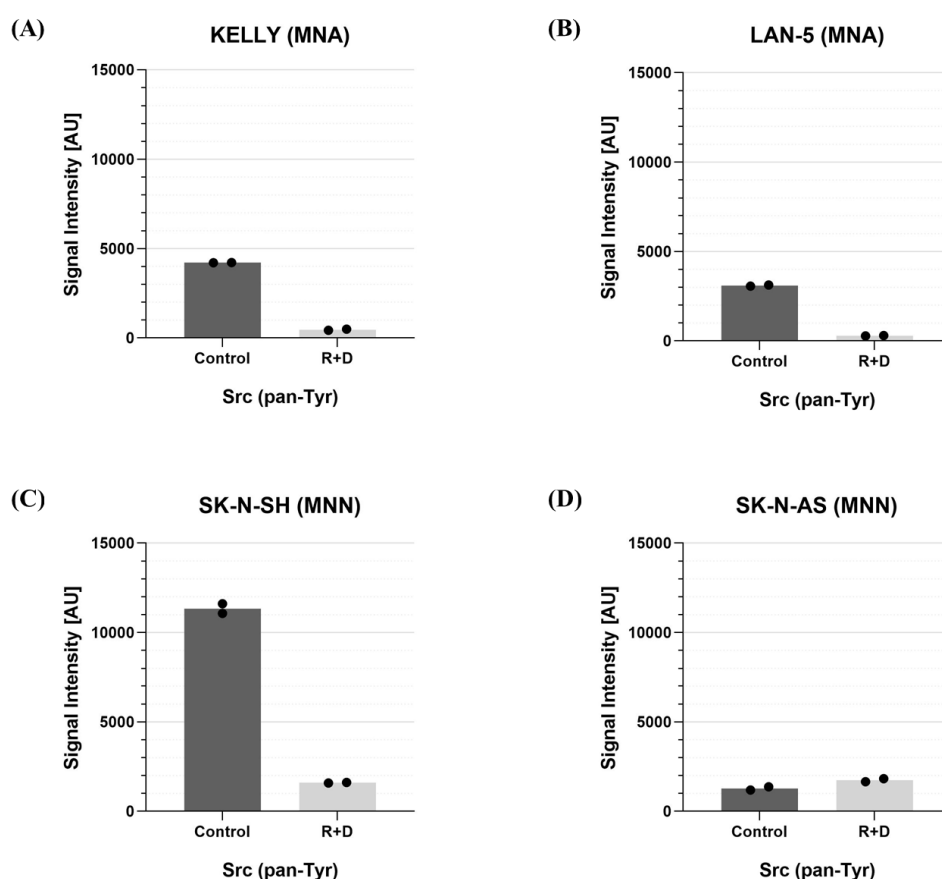 (A)
KELLY (MNA)
Signal Intensity [AU]
15000
10000
5000
0
Control R+D
Src (pan-Tyr)
(B)
LAN-5 (MNA)
Signal Intensity [AU]
15000
10000
5000
0
Control R+D
Src (pan-Tyr)
(C)
SK-N-SH (MNN)
Signal Intensity [AU]
15000
10000
5000
0
Control R+D
Src (pan-Tyr)
(D)
SK-N-AS (MNN)
Signal Intensity [AU]
15000
10000
5000
0
Control R+D
Src (pan-Tyr)